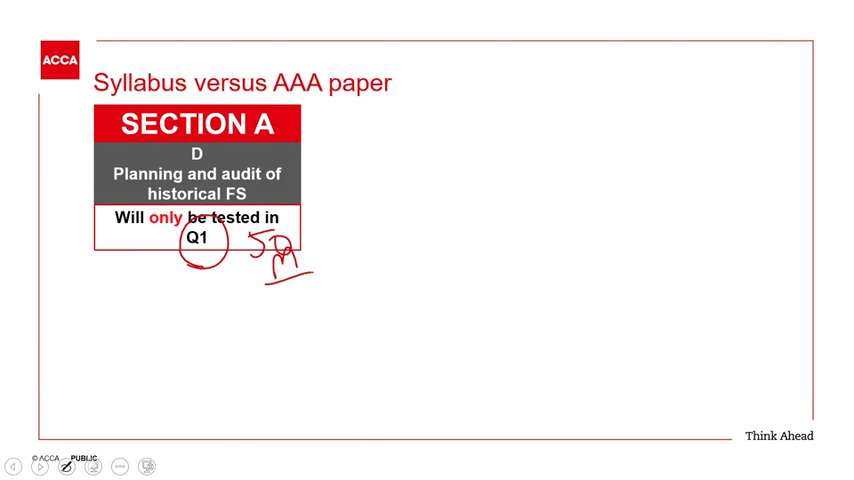 ACCA
Syllabus versus AAA paper
SECTION A
D
Planning and audit of
historical FS
Will only be tested in
Q1
50
M
Think Ahead
© ACCA PUBLIC